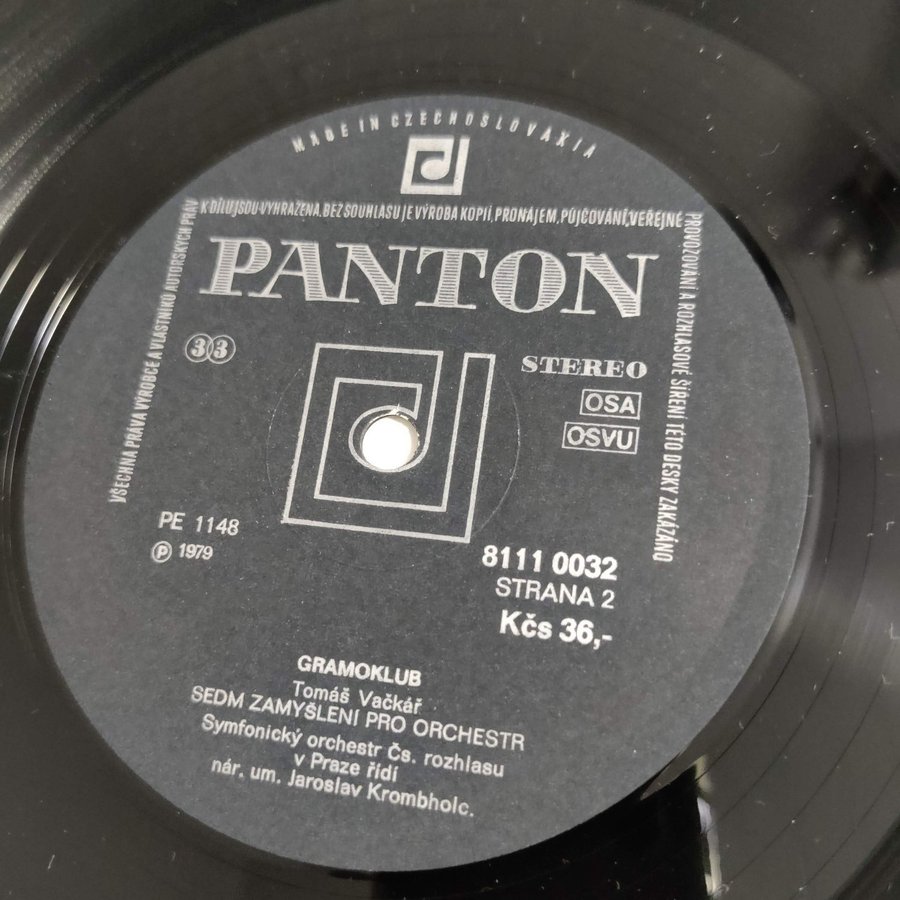 MADE IN CZECHOSLOVAKIA
VŠECHNA PRÁVA VÝROBCE A VLASTNÍKŮ AUTORSKÝCH PRÁV
K DÍLU JSOU VYHRAŽENA. BEZ SOUHLASU JE VÝROBA KOPIÍ, PRONÁJEM, PŮJČOVÁNÍ, VEŘEJNÉ
PROVOZOVÁNÍ A ROZHLASOVÉ ŠÍŘENÍ TÉTO DESKY ZAKÁZÁNO
PANTON
33
STEREO
OSA
OSVU
PE 1148
Ⓟ 1979
8111 0032
STRANA 2
Kčs 36,-
GRAMOKLUB
Tomáš Vačkář
SEDM ZAMYŠLENÍ PRO ORCHESTR
Symfonický orchestr Čs. rozhlasu
v Praze řídí
nár. um. Jaroslav Krombholc.